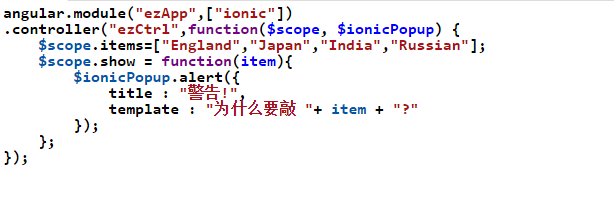 angular.module("ezApp",["ionic"])
.controller("ezCtrl",function($scope, $ionicPopup) {
    $scope.items=["England","Japan","India","Russian"];
    $scope.show = function(item){
        $ionicPopup.alert({
            title : "警告!",
            template : "为什么要敲 "+ item + "?"
        });
    };
});